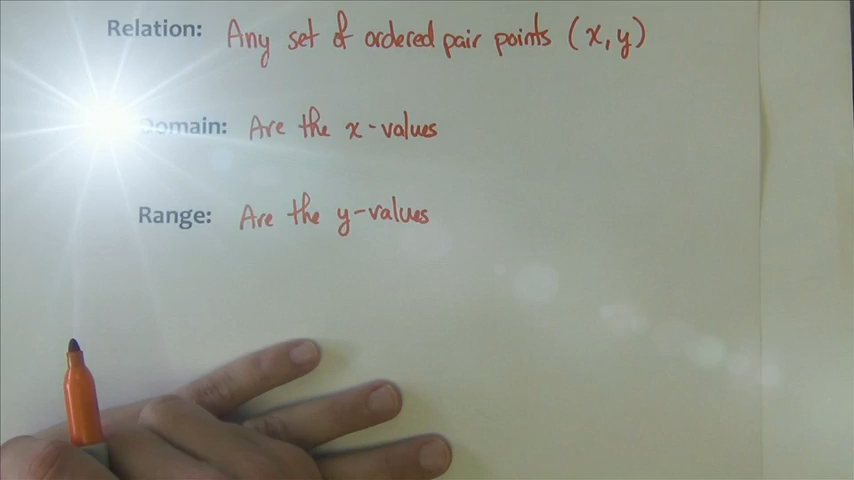 Relation: Any set of ordered pair points (x, y)
Domain: Are the x-values
Range: Are the y-values